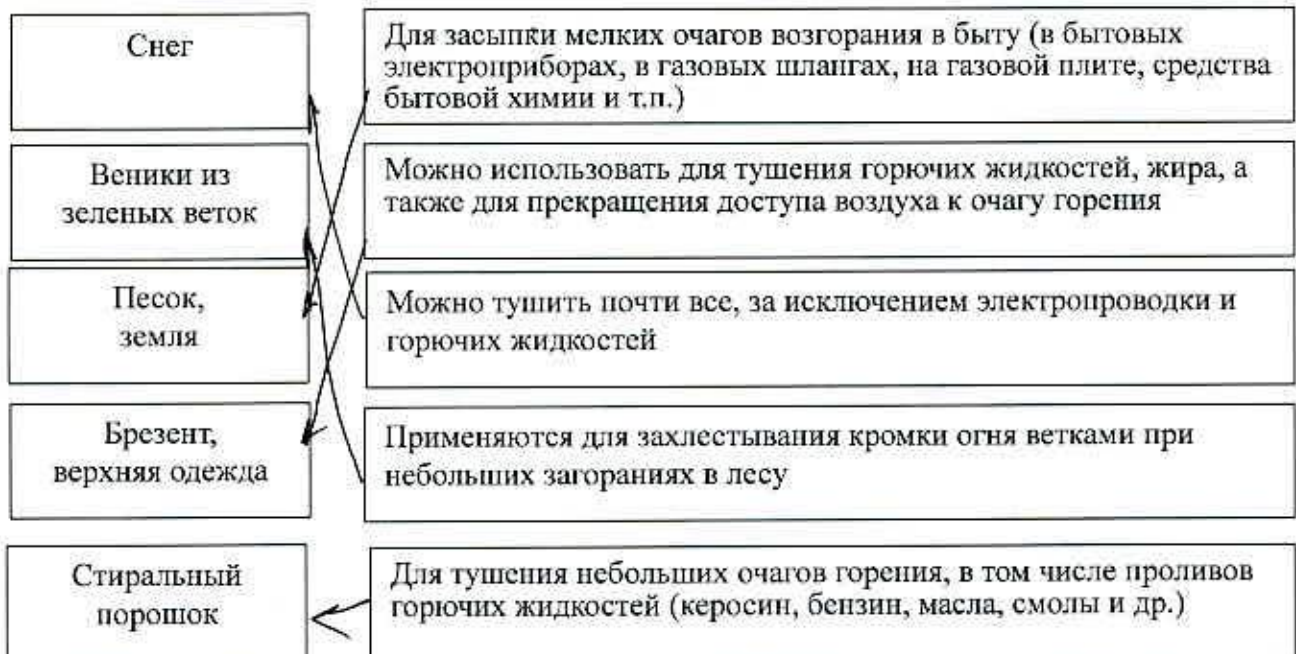 Снег
Для засыпки мелких очагов возгорания в быту (в бытовых
электроприборах, в газовых шлангах, на газовой плите, средства
бытовой химии и т.п.)
Веники из
зеленых веток
Можно использовать для тушения горючих жидкостей, жира, а
также для прекращения доступа воздуха к очагу горения
Песок,
земля
Можно тушить почти все, за исключением электропроводки и
горючих жидкостей
Брезент,
верхняя одежда
Применяются для захлестывания кромки огня ветками при
небольших загораниях в лесу
Стиральный
порошок
Для тушения небольших очагов горения, в том числе проливов
горючих жидкостей (керосин, бензин, масла, смолы и др.)